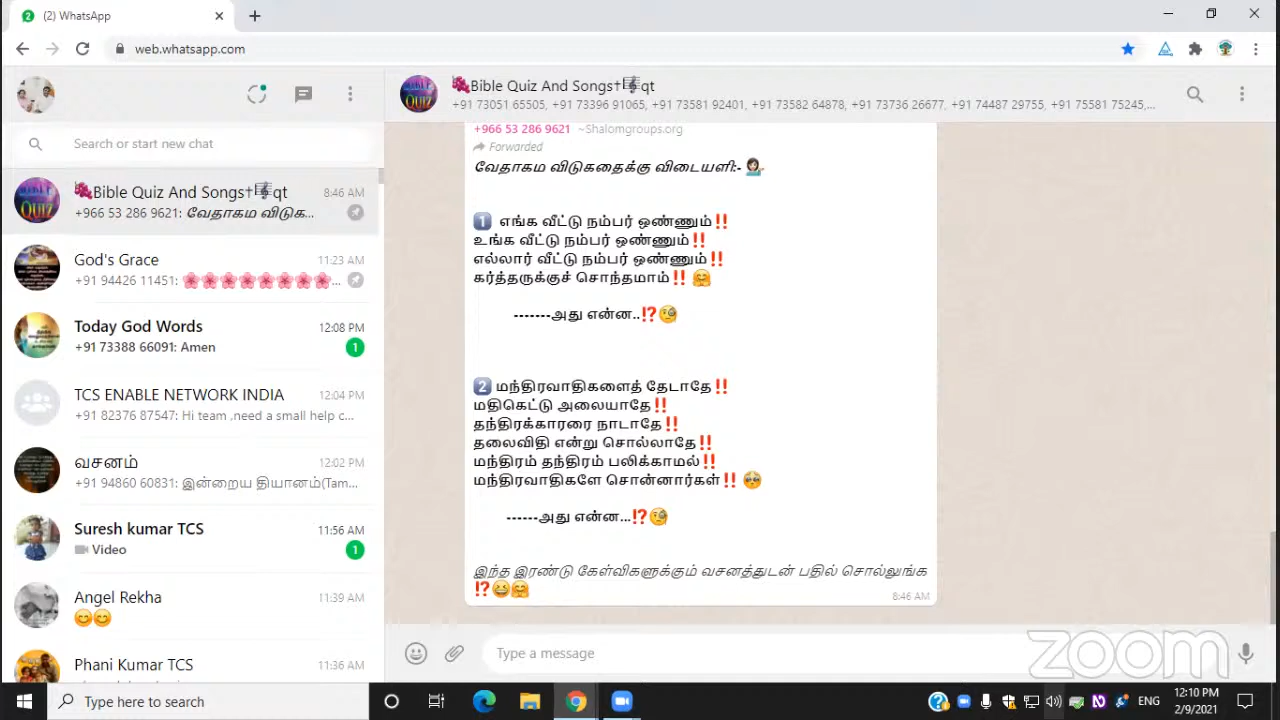 (2) WhatsApp
web.whatsapp.com
Bible Quiz And Songs†🎼qt
+91 73051 65505, +91 73396 91065, +91 73581 92401, +91 73582 64878, +91 73736 26677, +91 74487 29755, +91 75581 75245,...
Search or start new chat
🍇Bible Quiz And Songs†🎼qt 8:46 AM
+966 53 286 9621: வேதாகம விடுக...
God's Grace 11:23 AM
+91 94426 11451: 🌸🌸🌸🌸🌸🌸🌸🌸...
Today God Words 12:08 PM
+91 73388 66091: Amen 1
TCS ENABLE NETWORK INDIA 12:04 PM
+91 82376 87547: Hi team .need a small help c...
வசனம் 12:02 PM
+91 94860 60831: இன்றைய தியானம்(Tam...
Suresh kumar TCS 11:56 AM
Video 1
Angel Rekha 11:39 AM
😊😊
Phani Kumar TCS 11:36 AM
+966 53 286 9621 ~Shalomgroups.org
Forwarded
வேதாகம விடுகதைக்கு விடையளி:-
1 எங்க வீட்டு நம்பர் ஒண்ணும்‼
உங்க வீட்டு நம்பர் ஒண்ணும்‼
எல்லார் வீட்டு நம்பர் ஒண்ணும்‼
கர்த்தருக்குச் சொந்தமாம்‼ 🤗
-------அது என்ன..⁉🧐
2 மந்திரவாதிகளைத் தேடாதே‼
மதிகெட்டு அலையாதே‼
தந்திரக்காரரை நாடாதே‼
தலைவிதி என்று சொல்லாதே‼
மந்திரம் தந்திரம் பலிக்காமல்‼
மந்திரவாதிகளே சொன்னார்கள்‼ 🥺
------அது என்ன...⁉🧐
இந்த இரண்டு கேள்விகளுக்கும் வசனத்துடன் பதில் சொல்லுங்க
⁉😆🤗
8:46 AM
Type a message
zoom
Type here to search
ENG
12:10 PM
2/9/2021